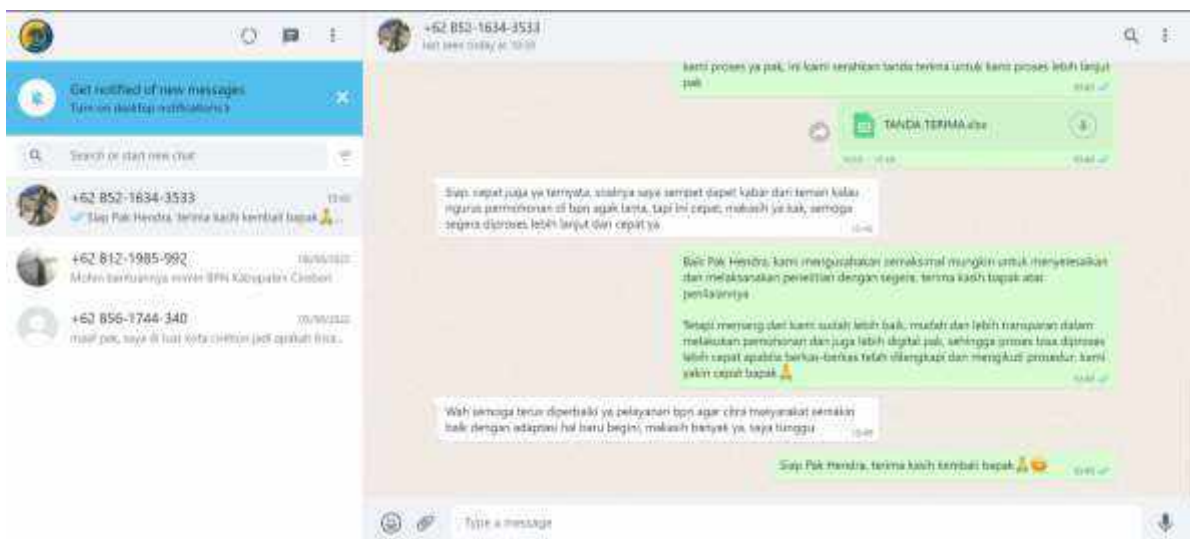 +62 852-1634-3533
last seen today at
Get notified of new messages
Turn on desktop notifications
Search or start new chat
+62 852-1634-3533
Siap Pak Hendra, terima kasih kembali bapak🙏...
+62 812-1985-992
Mohon bantuannya BPN Kabupaten Cirebon
+62 856-1744-340
maaf pak, saya di luar kota cirebon jadi apakah bisa...
kami proses ya pak, ini kami serahkan tanda terima untuk kami proses lebih lanjut
pak
TANDA TERIMA.xlsx
Siap, cepat juga ya ternyata, soalnya saya sempet dapet kabar dari teman kalau
ngurus permohonan di bpn agak lama, tapi ini cepat, makasih ya kak, semoga
segera diproses lebih lanjut dan cepat ya
Baik Pak Hendra, kami mengusahakan semaksimal mungkin untuk menyelesaikan
dan melaksanakan penelitian dengan segera, terima kasih bapak atas
penilaiannya
Tetapi memang dari kami sudah lebih baik, mudah dan lebih transparan dalam
melakukan permohonan dan juga lebih digital pak, sehingga proses bisa diproses
lebih cepat apabila berkas-berkas telah dilengkapi dan mengikuti prosedur, kami
yakin cepat bapak🙏
Wah semoga terus diperbaiki ya pelayanan bpn agar citra masyarakat semakin
baik dengan adaptasi hal baru begini, makasih banyak ya, saya tunggu
Siap Pak Hendra, terima kasih kembali bapak🙏😊
Type a message